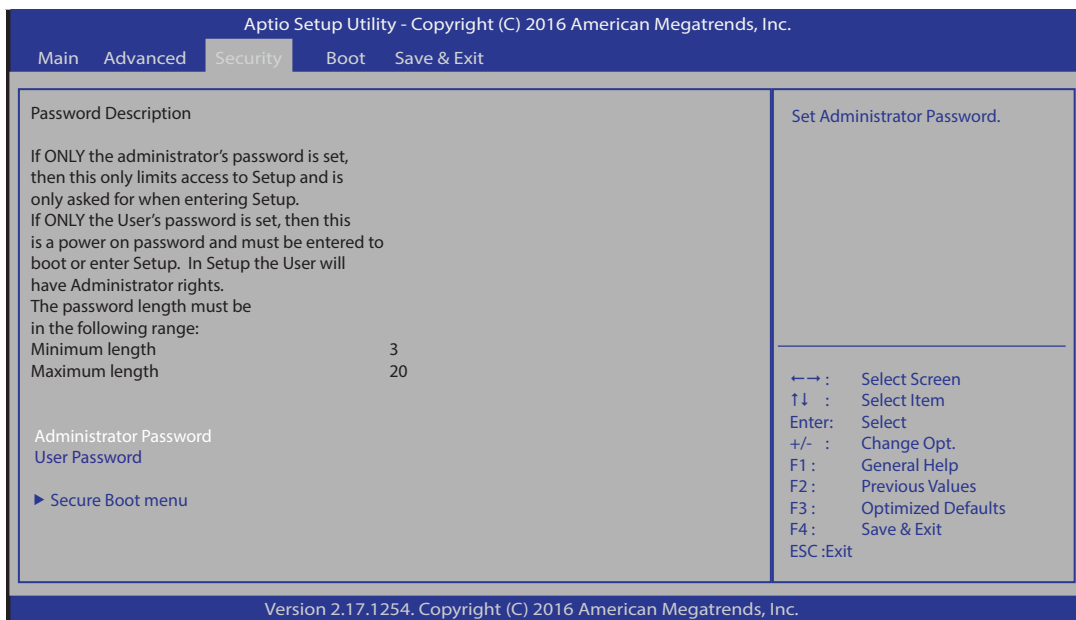 Aptio Setup Utility - Copyright (C) 2016 American Megatrends, Inc.
Main Advanced Security Boot Save & Exit
Password Description
If ONLY the administrator’s password is set,
then this only limits access to Setup and is
only asked for when entering Setup.
If ONLY the User’s password is set, then this
is a power on password and must be entered to
boot or enter Setup. In Setup the User will
have Administrator rights.
The password length must be
in the following range:
Minimum length 3
Maximum length 20
Administrator Password
User Password
▶ Secure Boot menu
Set Administrator Password.
←→ : Select Screen
↑↓ : Select Item
Enter: Select
+/- : Change Opt.
F1 : General Help
F2 : Previous Values
F3 : Optimized Defaults
F4 : Save & Exit
ESC :Exit
Version 2.17.1254. Copyright (C) 2016 American Megatrends, Inc.